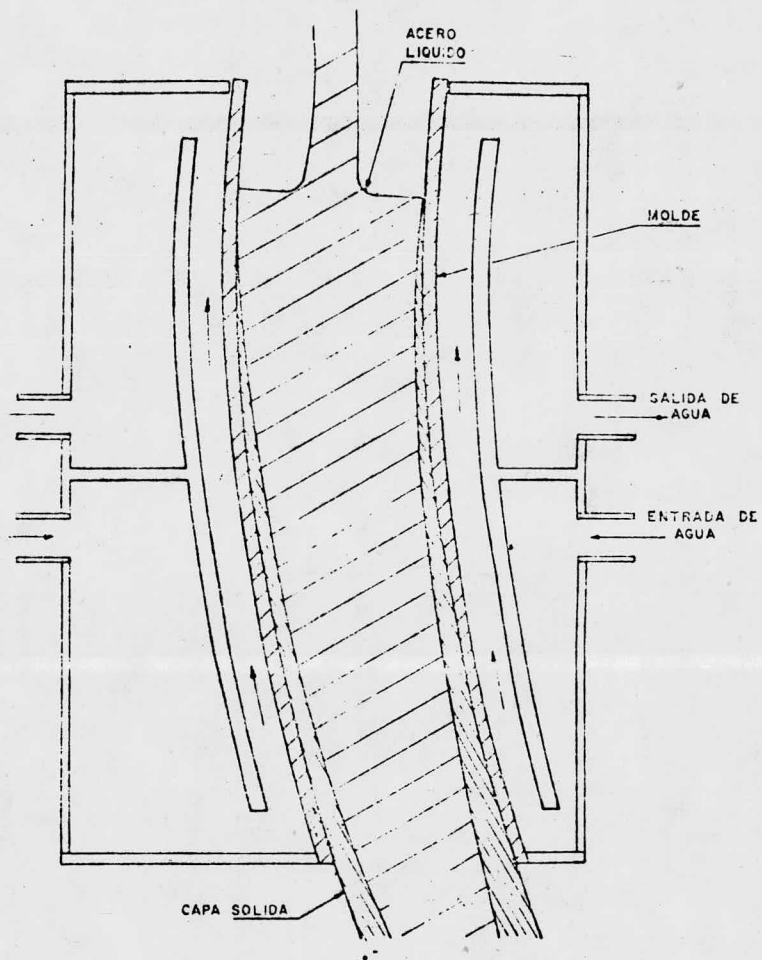 ACERO
LIQUIDO
MOLDE
SALIDA DE
AGUA
ENTRADA DE
AGUA
CAPA SOLIDA